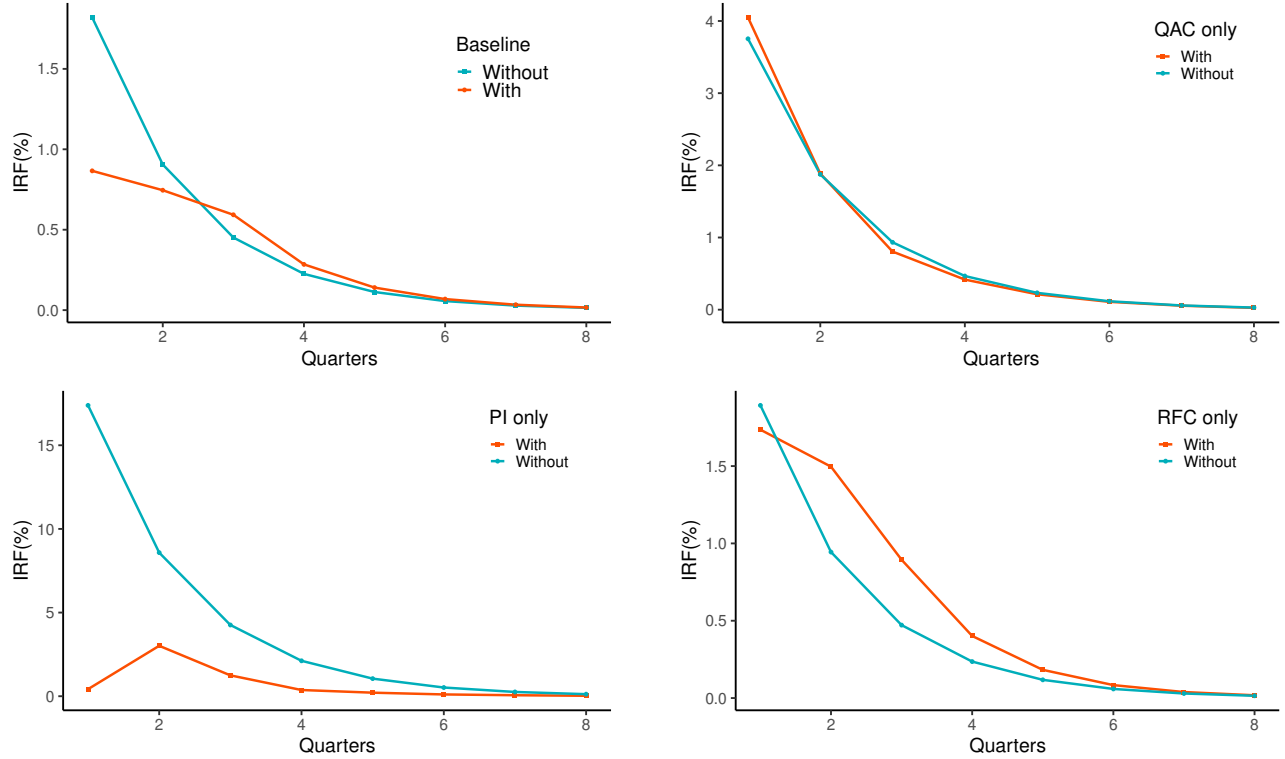 Baseline
Without
With
IRF(%)
1.5
1.0
0.5
0.0
2
4
6
8
Quarters
QAC only
With
Without
IRF(%)
4
3
2
1
0
2
4
6
8
Quarters
PI only
With
Without
IRF(%)
15
10
5
0
2
4
6
8
Quarters
RFC only
With
Without
IRF(%)
1.5
1.0
0.5
0.0
2
4
6
8
Quarters